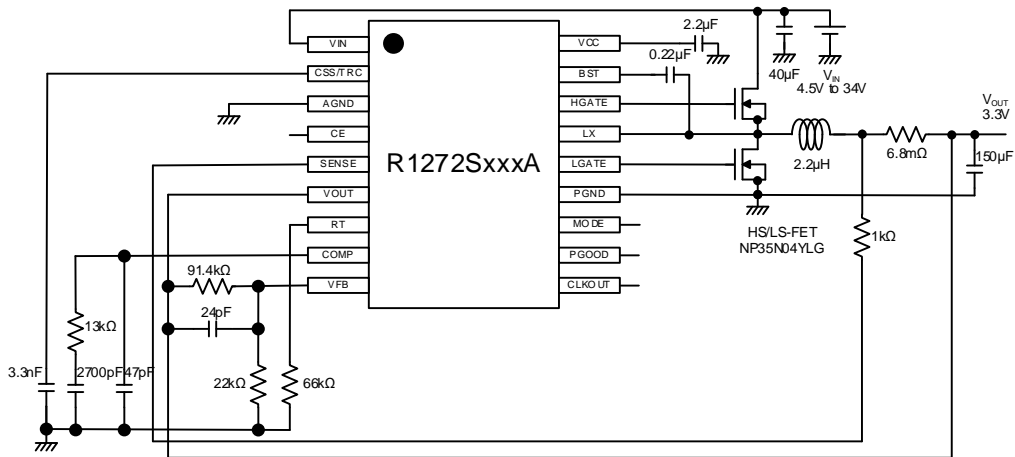 R1272SxxxA
VIN
CSS/TRC
AGND
CE
SENSE
VOUT
RT
COMP
VFB
VCC
BST
HGATE
LX
LGATE
PGND
MODE
PGOOD
CLKOUT
2.2µF
0.22µF
40µF
VIN
4.5V to 34V
VOUT
3.3V
2.2µH
6.8mΩ
150µF
HS/LS-FET
NP35N04YLG
1kΩ
91.4kΩ
24pF
13kΩ
3.3nF
2700pF
47pF
22kΩ
66kΩ